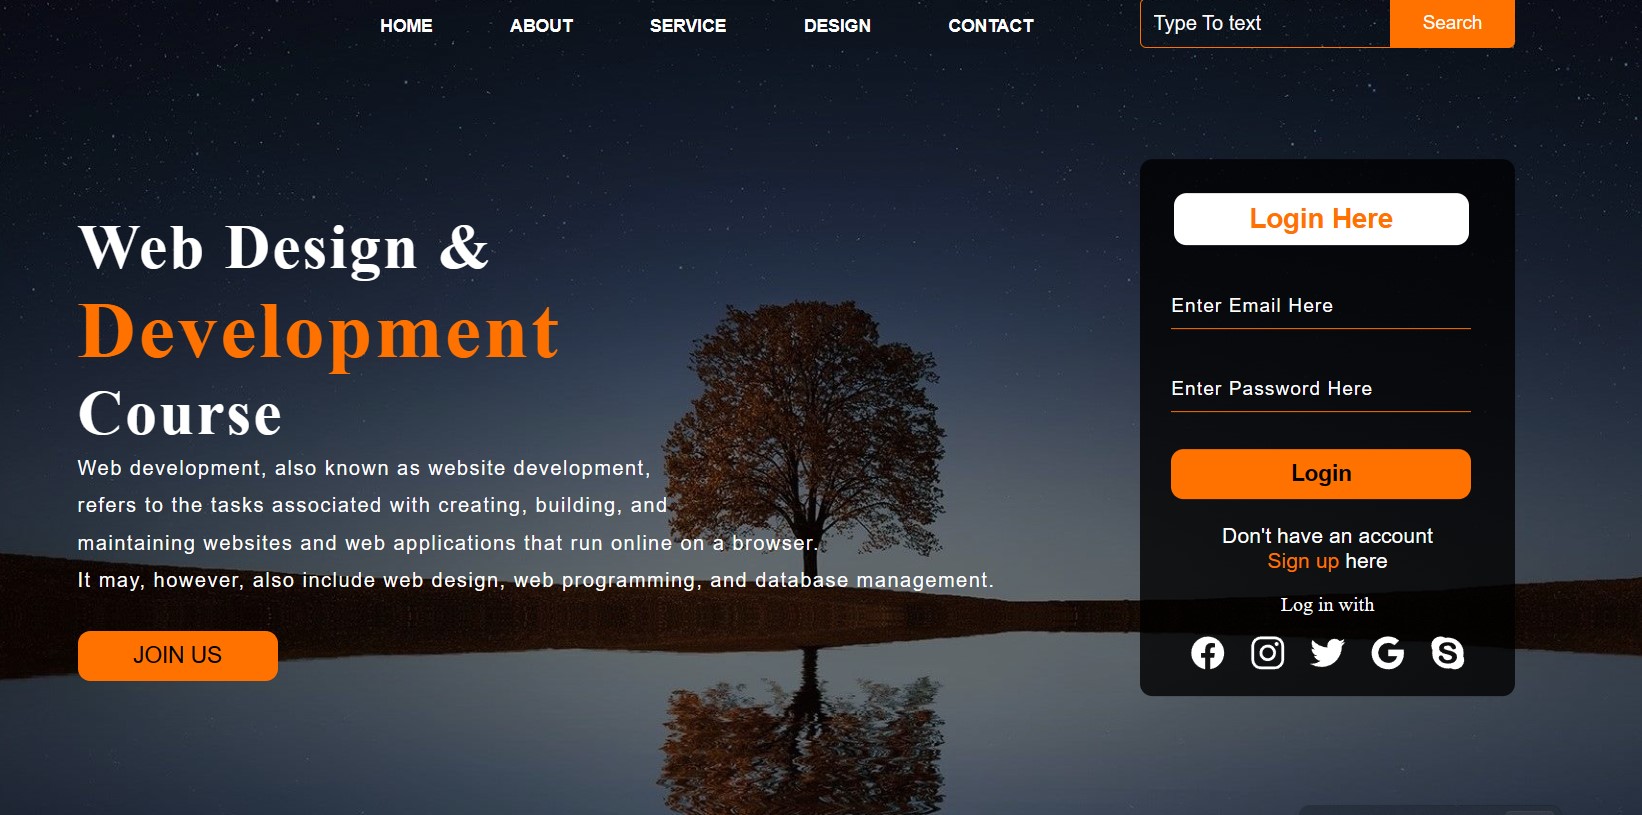 HOME ABOUT SERVICE DESIGN CONTACT Type To text Search
Web Design &
Development
Course
Web development, also known as website development,
refers to the tasks associated with creating, building, and
maintaining websites and web applications that run online on a browser.
It may, however, also include web design, web programming, and database management.
JOIN US
Login Here
Enter Email Here
Enter Password Here
Login
Don't have an account
Sign up here
Log in with